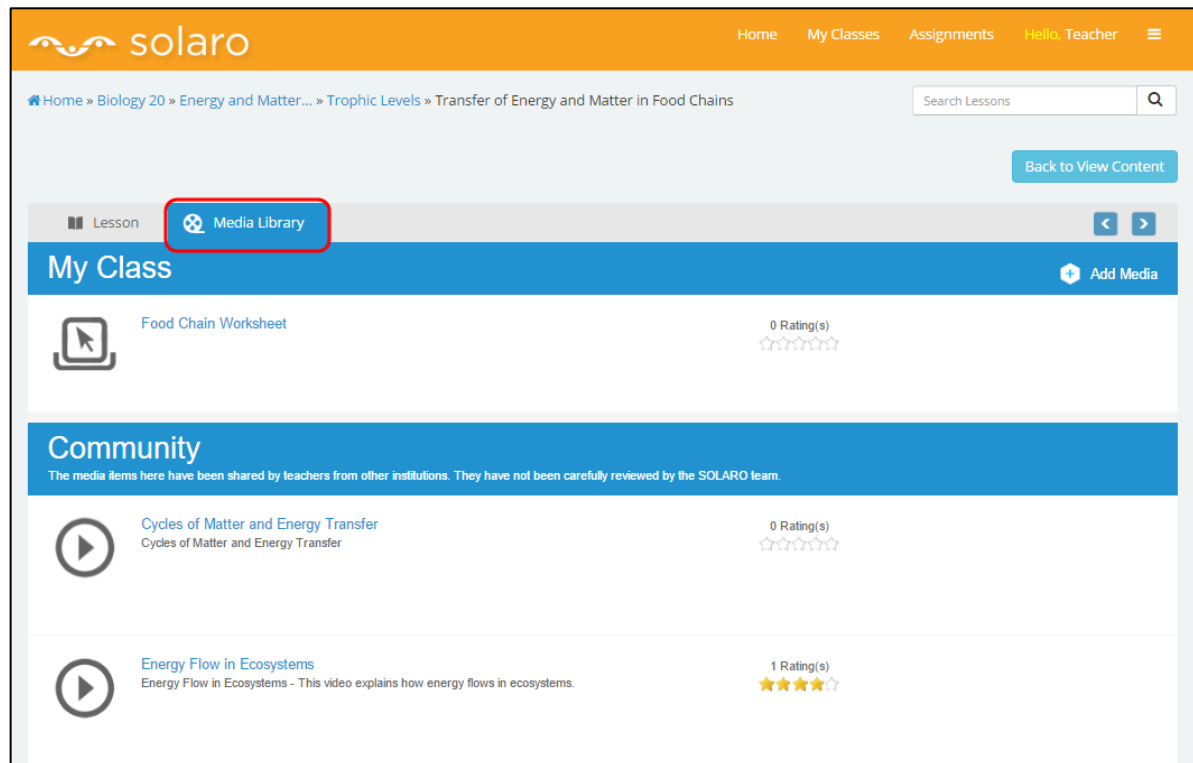 solaro
Home My Classes Assignments Hello, Teacher
Home » Biology 20 » Energy and Matter... » Trophic Levels » Transfer of Energy and Matter in Food Chains
Search Lessons
Back to View Content
Lesson Media Library
My Class
Add Media
Food Chain Worksheet
0 Rating(s)
Community
The media items here have been shared by teachers from other institutions. They have not been carefully reviewed by the SOLARO team.
Cycles of Matter and Energy Transfer
Cycles of Matter and Energy Transfer
0 Rating(s)
Energy Flow in Ecosystems
Energy Flow in Ecosystems - This video explains how energy flows in ecosystems.
1 Rating(s)